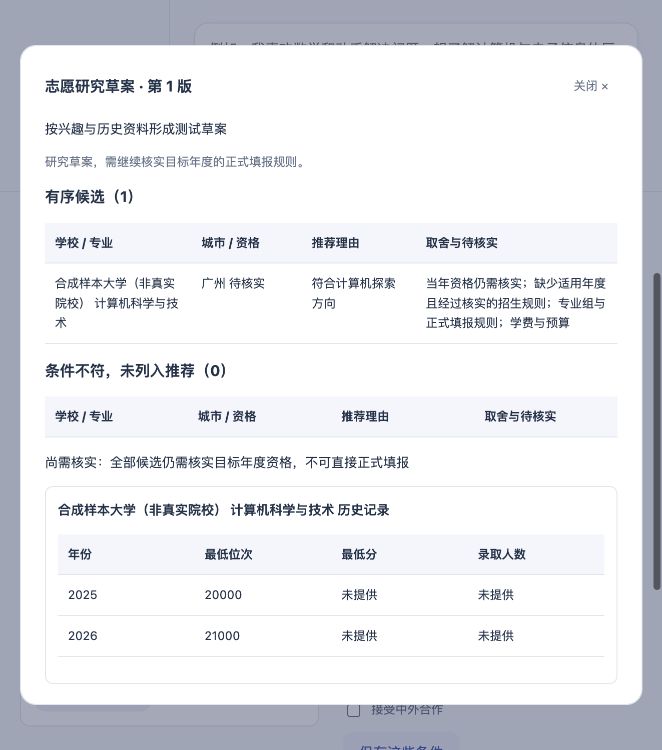 志愿研究草案 · 第 1 版
关闭 ×
按兴趣与历史资料形成测试草案
研究草案，需继续核实目标年度的正式填报规则。
有序候选（1）
学校 / 专业 城市 / 资格 推荐理由 取舍与待核实
合成样本大学（非真实院校） 计算机科学与技术 广州 待核实 符合计算机探索方向 当年资格仍需核实；缺少适用年度且经过核实的招生规则；专业组与正式填报规则；学费与预算
条件不符，未列入推荐（0）
学校 / 专业 城市 / 资格 推荐理由 取舍与待核实
尚需核实：全部候选仍需核实目标年度资格，不可直接正式填报
合成样本大学（非真实院校） 计算机科学与技术 历史记录
年份 最低位次 最低分 录取人数
2025 20000 未提供 未提供
2026 21000 未提供 未提供
接受中外合作